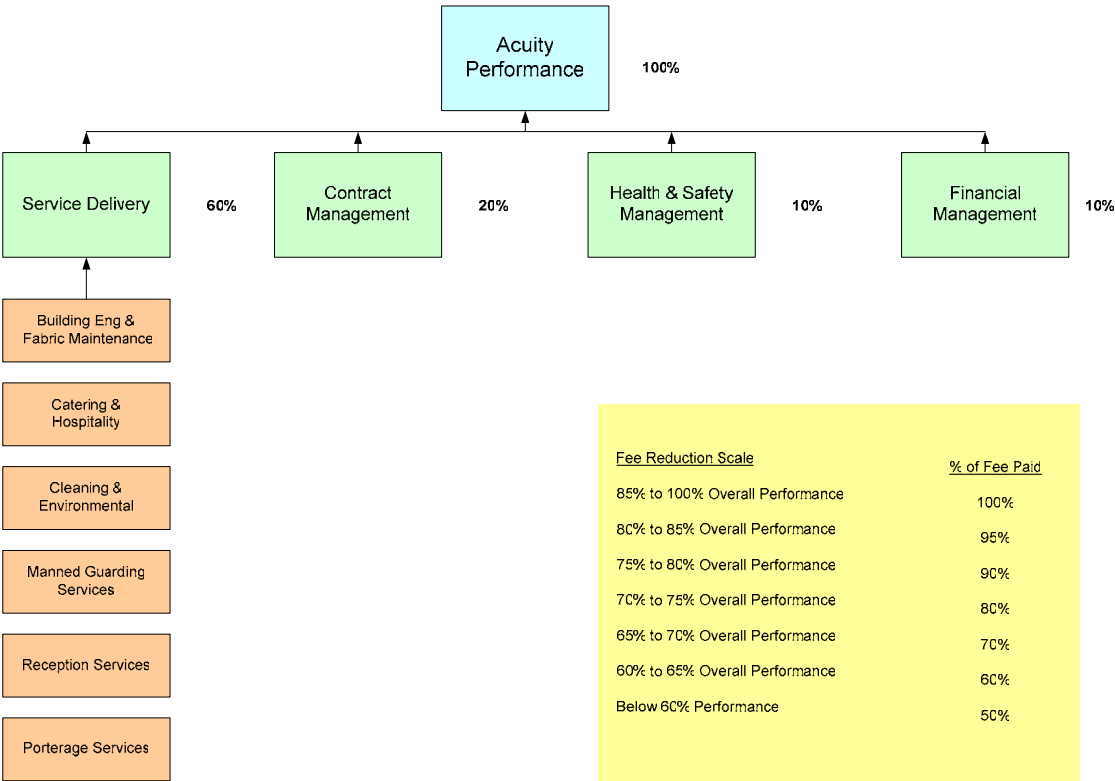 Acuity
Performance
100%
Service Delivery
60%
Contract
Management
20%
Health & Safety
Management
10%
Financial
Management
10%
Building Eng &
Fabric Maintenance
Catering &
Hospitality
Cleaning &
Environmental
Manned Guarding
Services
Reception Services
Porterage Services
Fee Reduction Scale % of Fee Paid
85% to 100% Overall Performance 100%
80% to 85% Overall Performance 95%
75% to 80% Overall Performance 90%
70% to 75% Overall Performance 80%
65% to 70% Overall Performance 70%
60% to 65% Overall Performance 60%
Below 60% Performance 50%